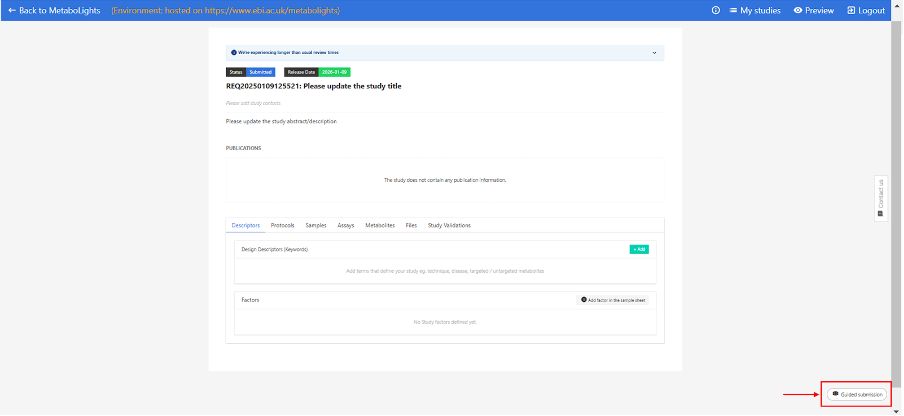 ← Back to MetaboLights [Environment: hosted on https://www.ebi.ac.uk/metabolights] My studies Preview Logout
We're experiencing longer than usual review times
Status Submitted Release Date 2026-01-09
REQ20250109125521: Please update the study title
Please add study contacts
Please update the study abstract/description
PUBLICATIONS
The study does not contain any publication information.
Contact us
Descriptors Protocols Samples Assays Metabolites Files Study Validations
Design Descriptors (Keywords) + Add
Add terms that define your study eg: technique, disease, targeted / untargeted metabolites
Factors Add factor in the sample sheet
No Study factors defined yet.
Guided submission